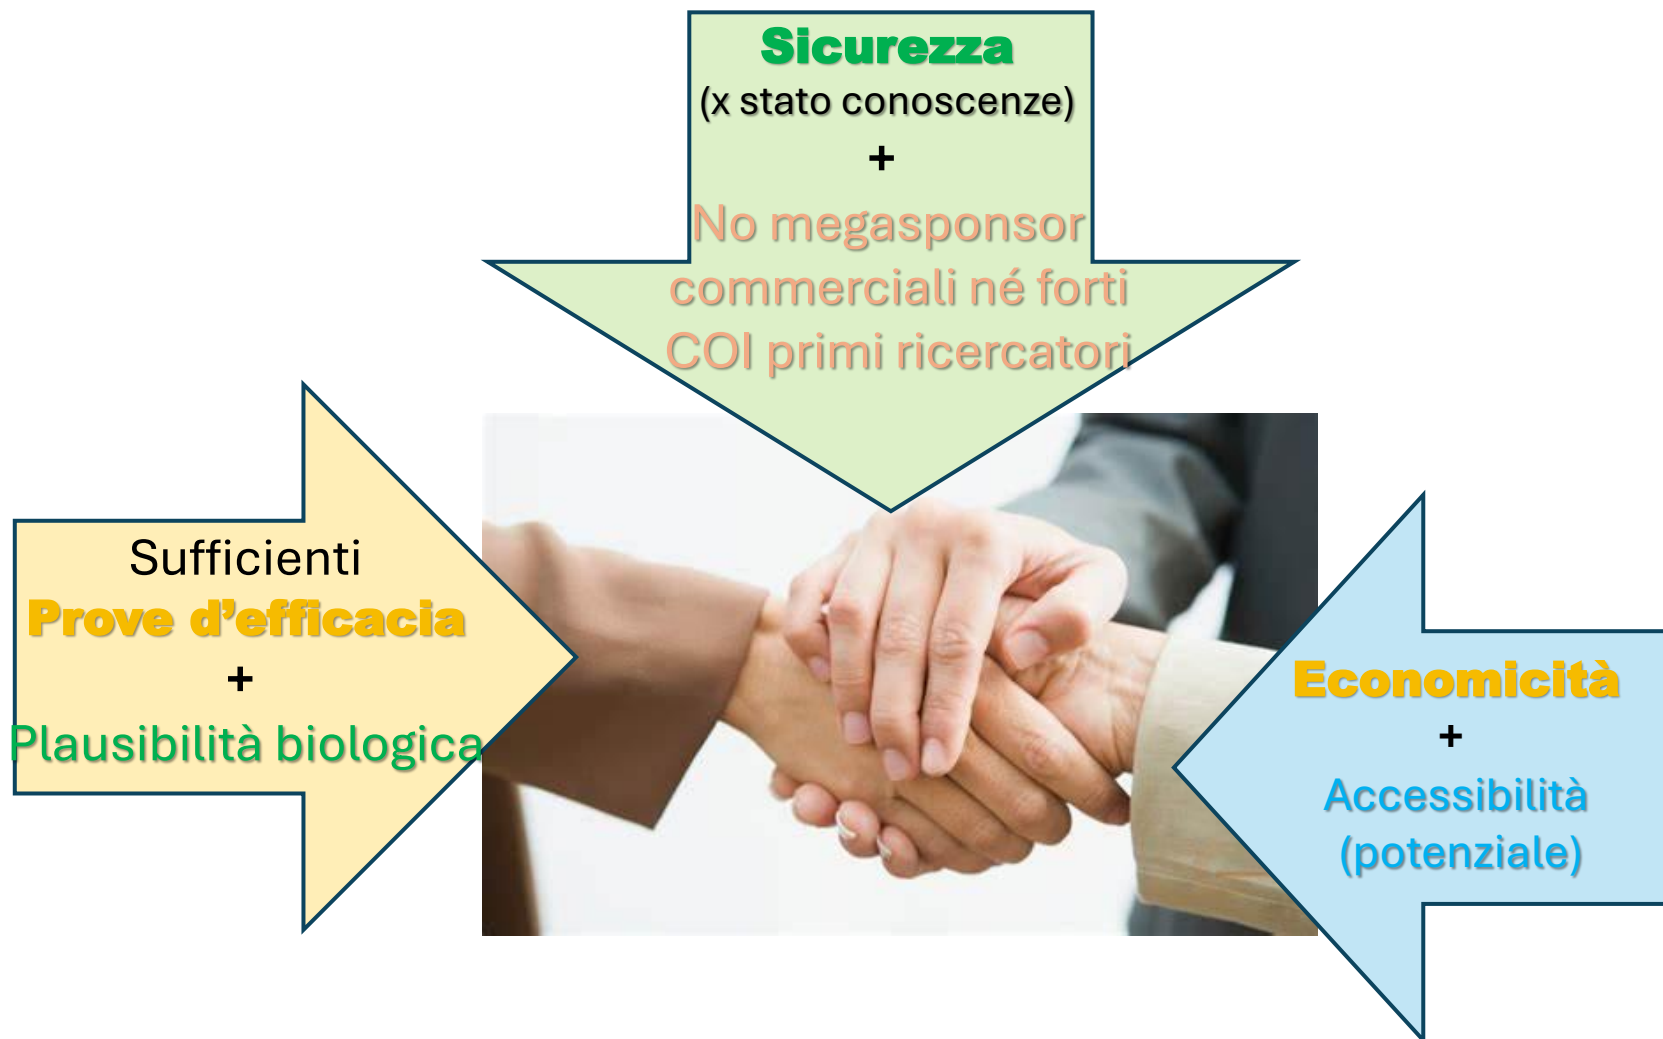 Sicurezza
(x stato conoscenze)
+
No megasponsor
commerciali né forti
COI primi ricercatori
Sufficienti
Prove d’efficacia
+
Plausibilità biologica
Economicità
+
Accessibilità
(potenziale)